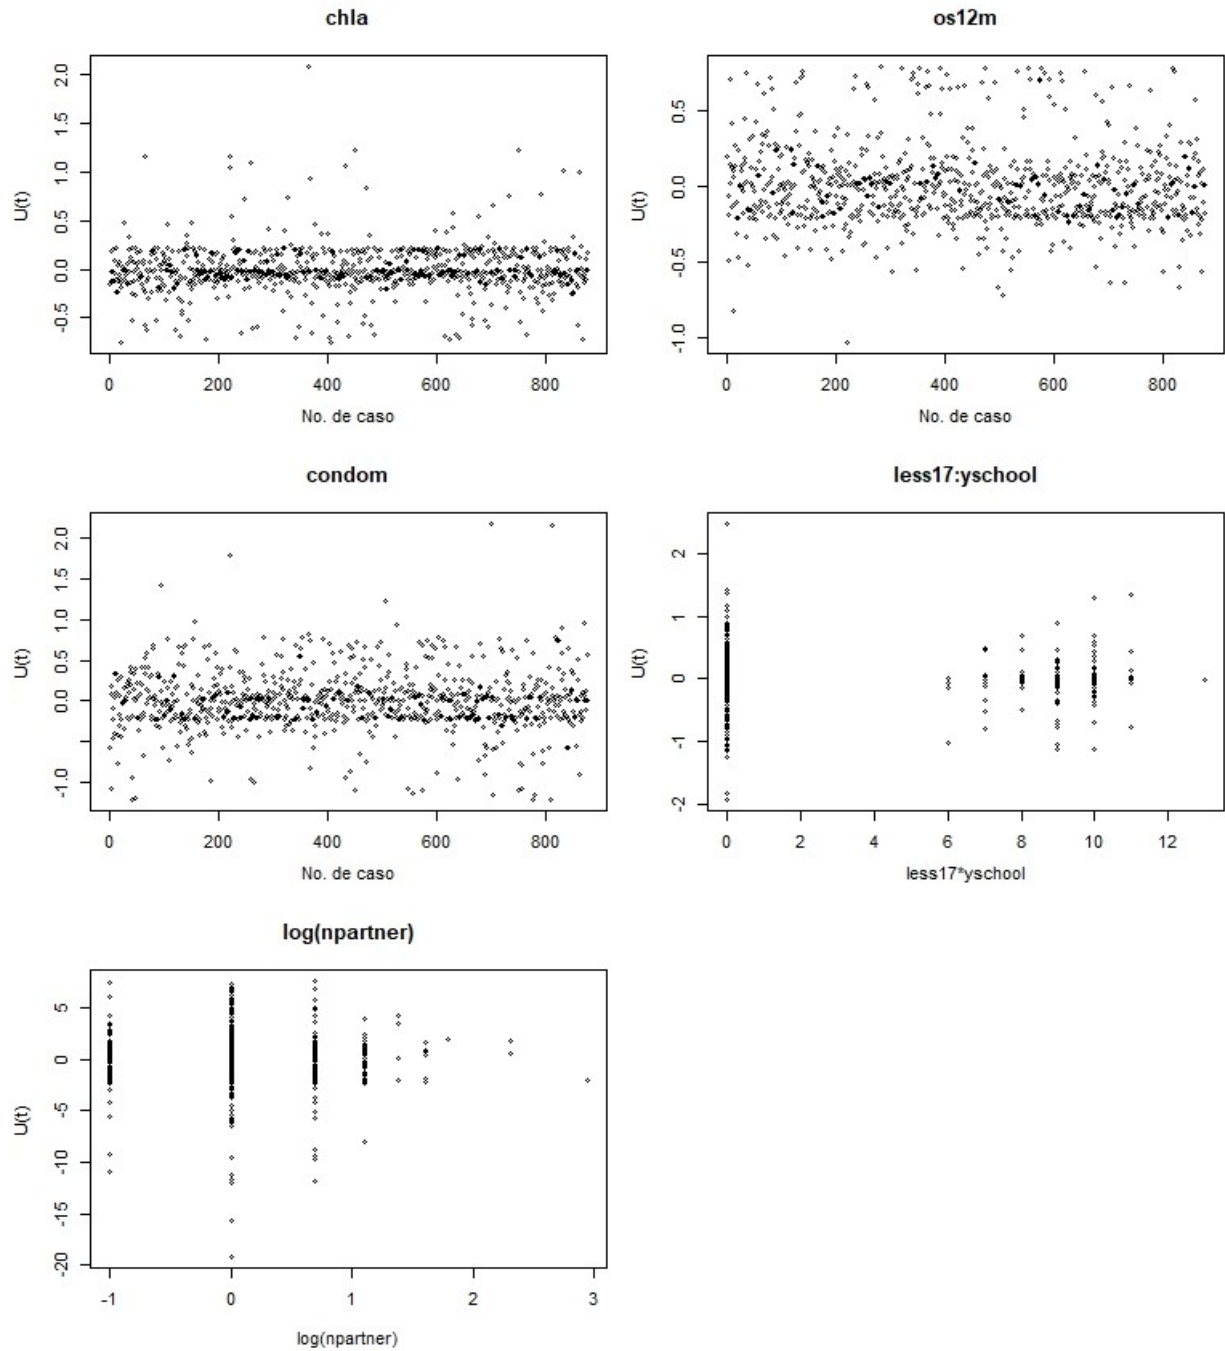 chla
U(t)
2.0
1.5
1.0
0.5
0.0
-0.5
0 200 400 600 800
No. de caso
os12m
U(t)
0.5
0.0
-0.5
-1.0
0 200 400 600 800
No. de caso
condom
U(t)
2.0
1.5
1.0
0.5
0.0
-1.0
0 200 400 600 800
No. de caso
less17:yschool
U(t)
2
1
0
-1
-2
0 2 4 6 8 10 12
less17*yschool
log(npartner)
U(t)
5
0
-5
-10
-15
-20
-1 0 1 2 3
log(npartner)